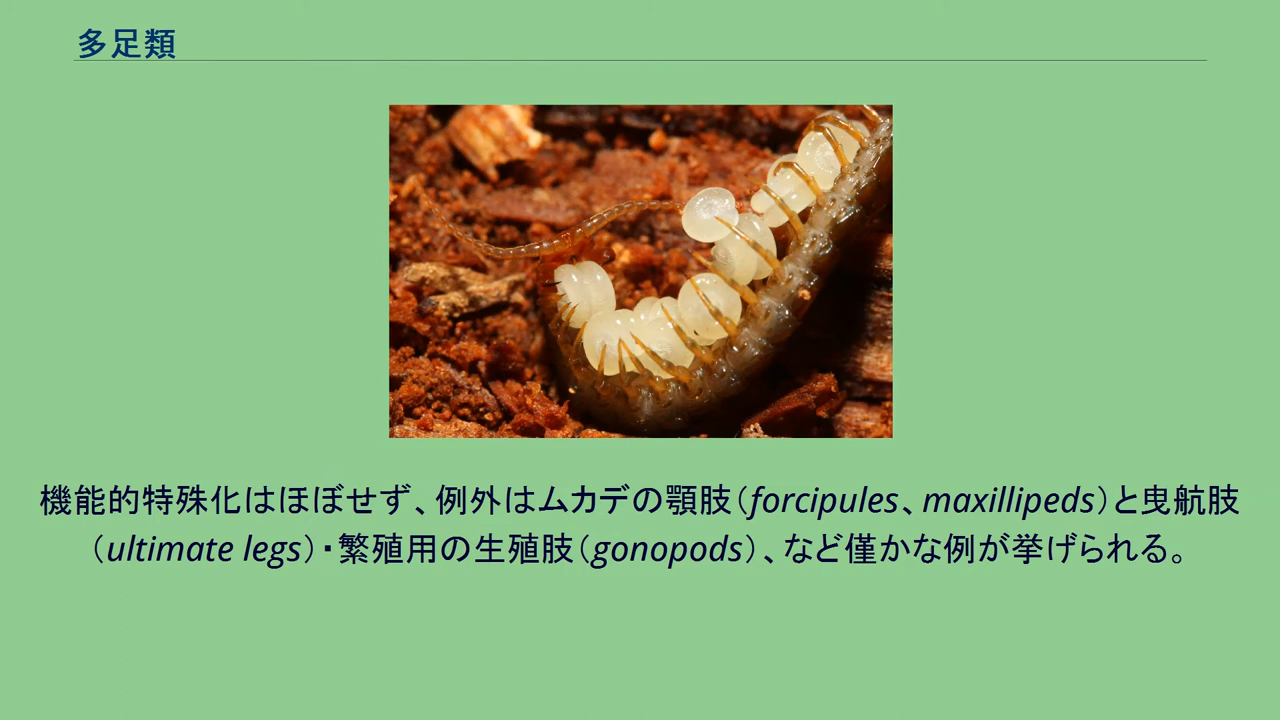 多足類
機能的特殊化はほぼせず、例外はムカデの顎肢（forcipules、maxillipeds）と曳航肢
（ultimate legs）・繁殖用の生殖肢（gonopods）、など僅かな例が挙げられる。